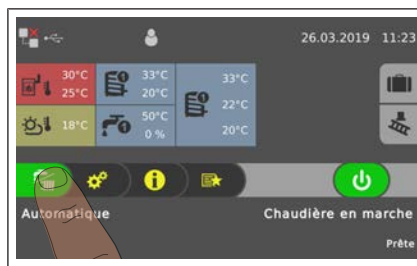 26.03.2019 11:23
30°C 33°C 33°C
25°C 20°C 22°C
18°C 50°C 20°C
0 %
Automatique Chaudière en marche
Prête